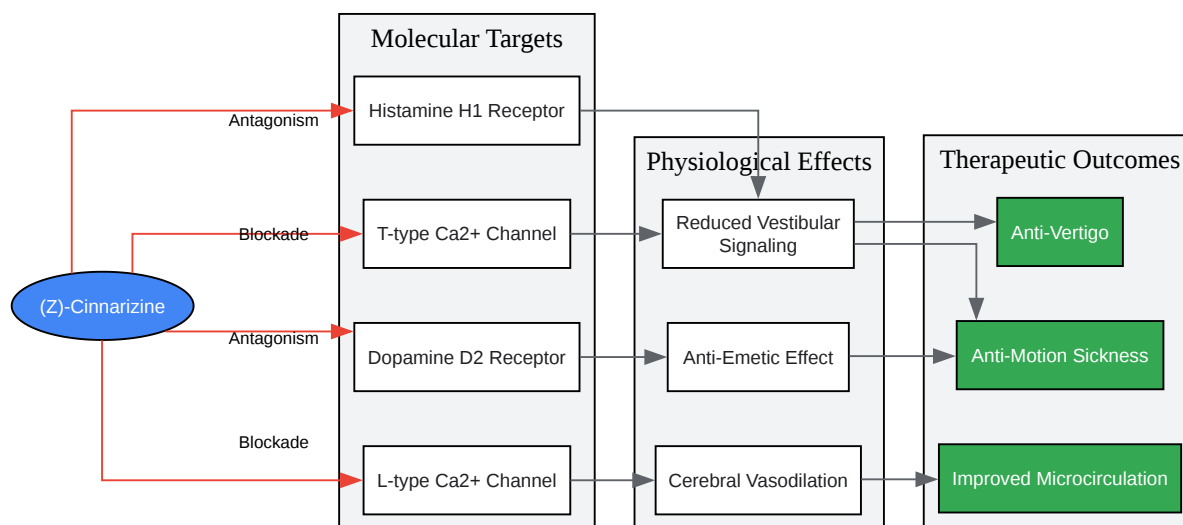 Molecular Targets
Histamine H1 Receptor
Antagonism
Physiological Effects
Therapeutic Outcomes
T-type Ca2+ Channel
Blockade
Reduced Vestibular
Signaling
Anti-Vertigo
(Z)-Cinnarizine
Antagonism
Dopamine D2 Receptor
Anti-Emetic Effect
Anti-Motion Sickness
Blockade
L-type Ca2+ Channel
Cerebral Vasodilation
Improved Microcirculation